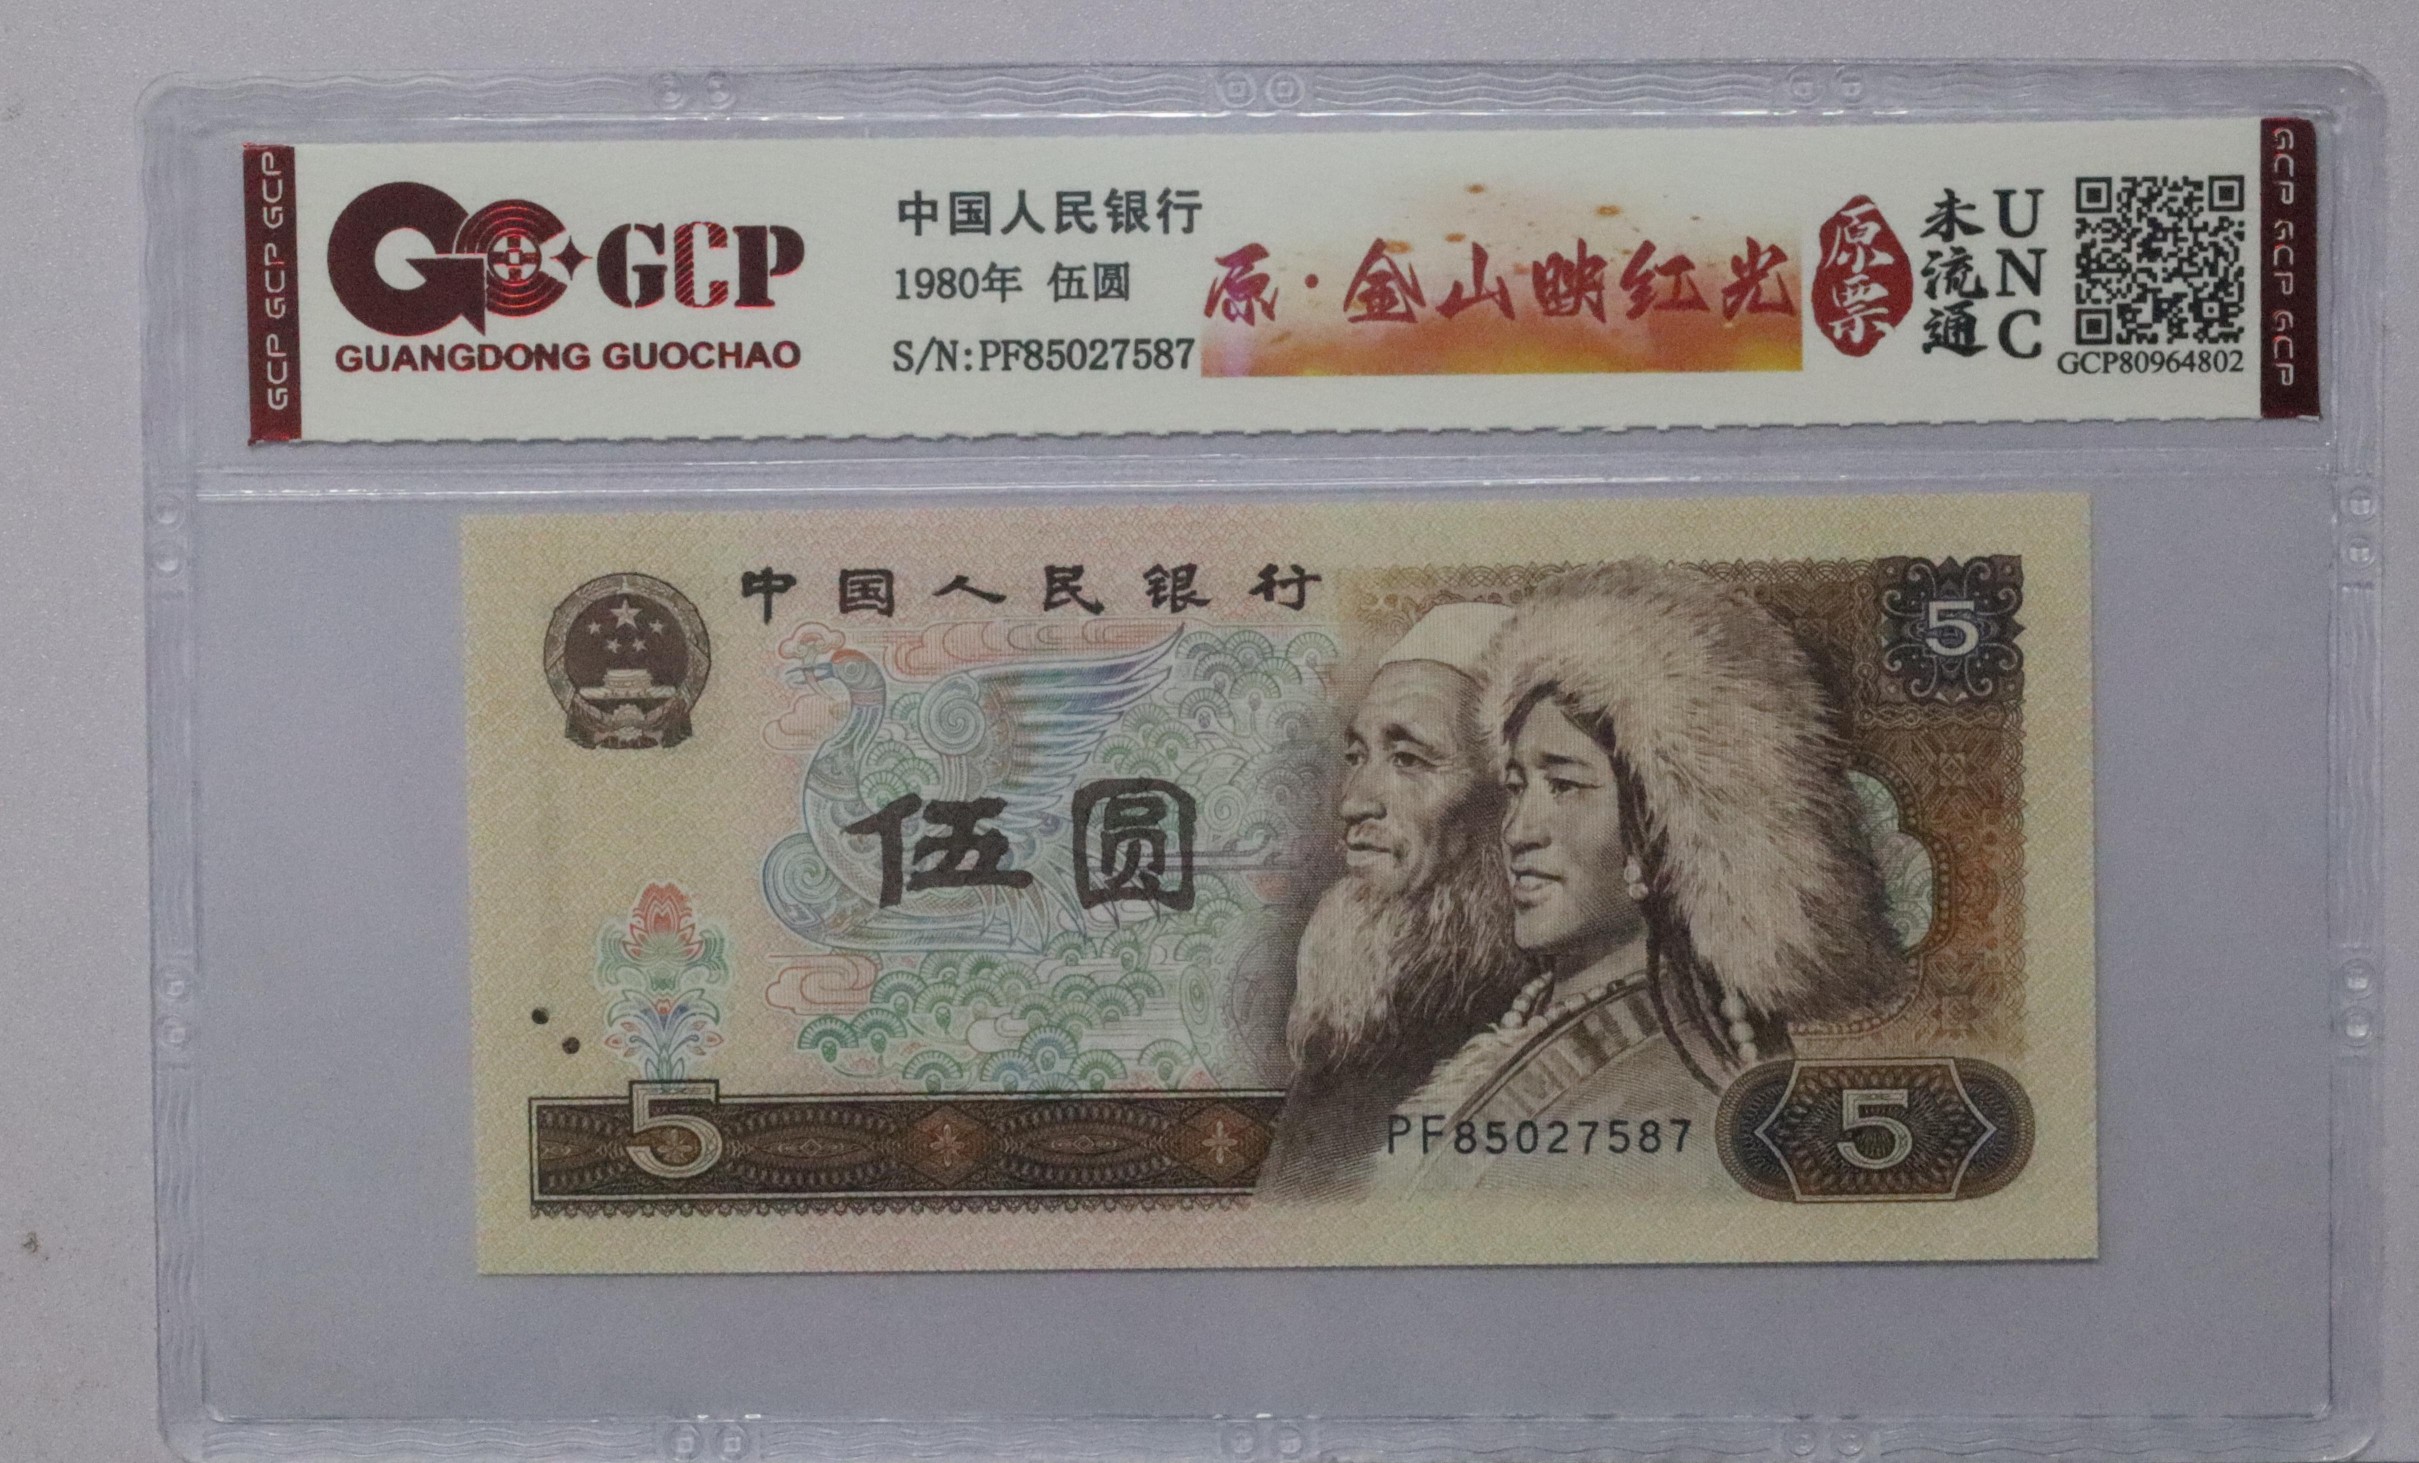 GCP GCP GCP
GCP
GUANGDONG GUOCHAO
中国人民银行
1980年 伍圆
S/N:PF85027587
原·金山映红光
原票
未流通
UNC
GCP80964802
GCP GCP GCP
中国人民银行
5
伍圆
5
PF85027587
5